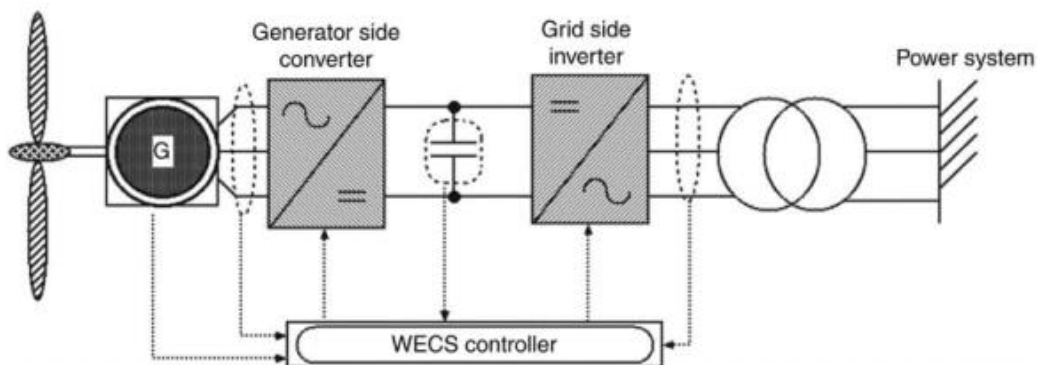 Generator side
converter
Grid side
inverter
Power system
G
WECS controller